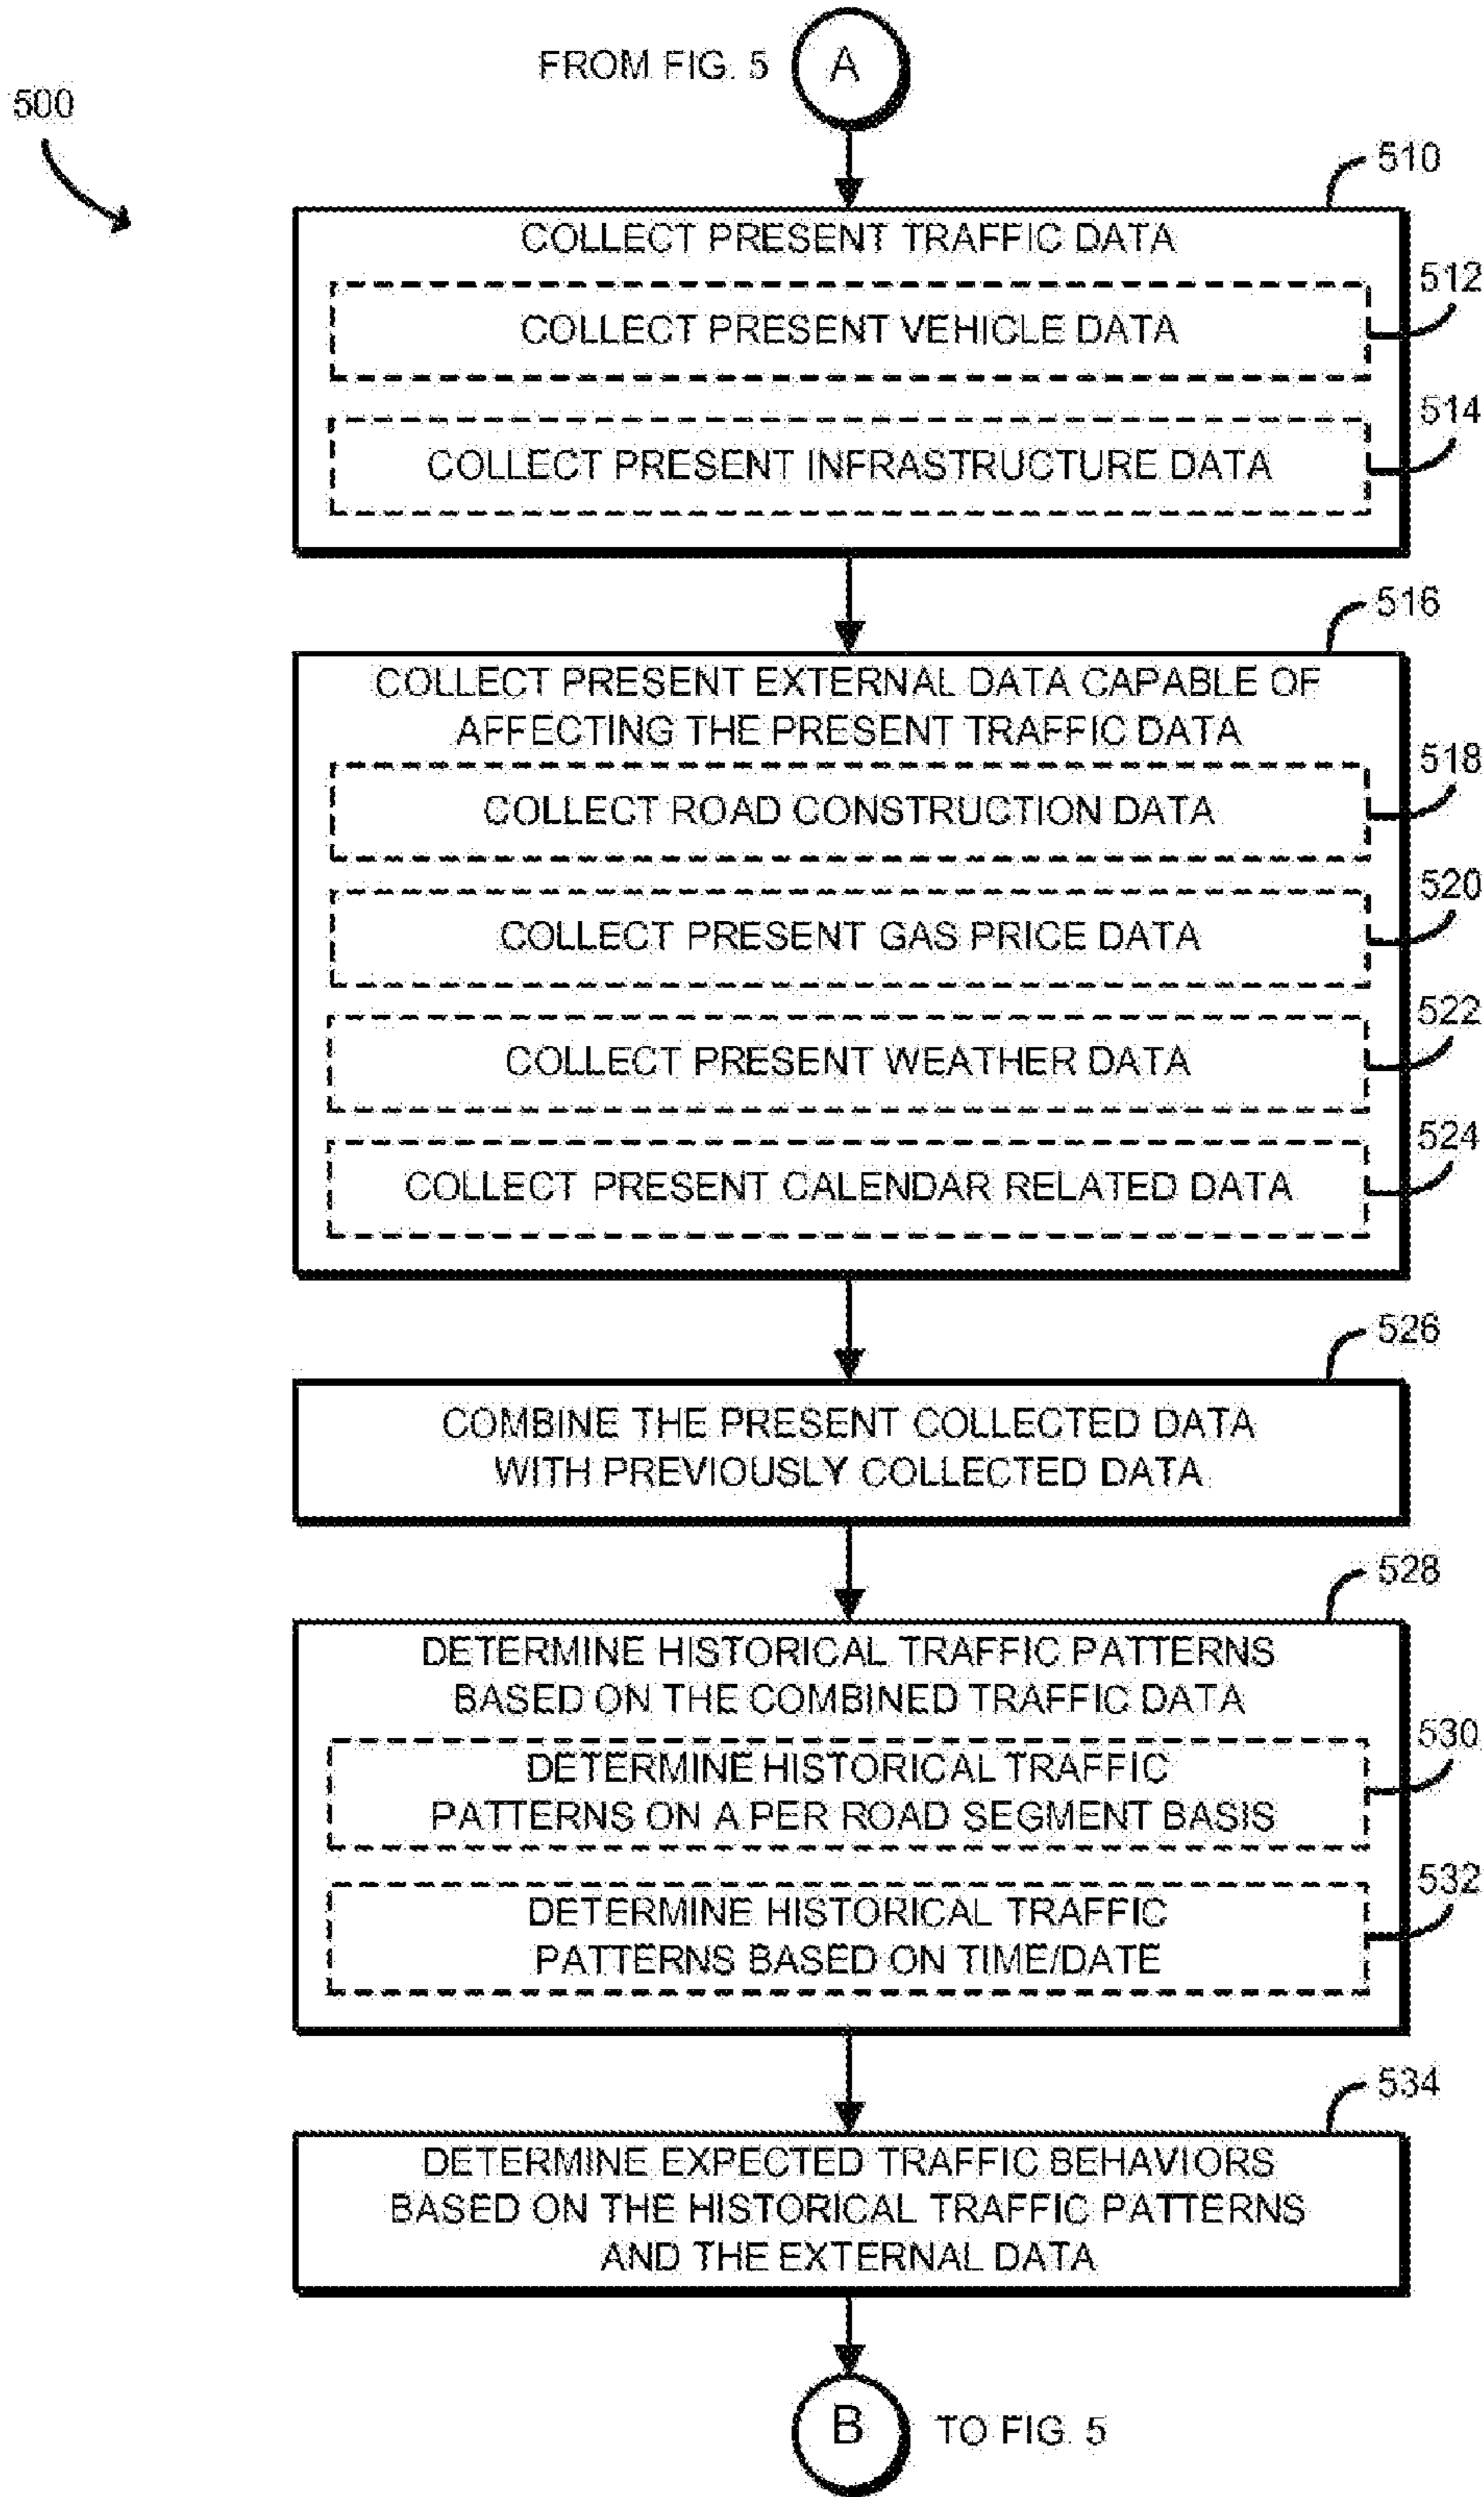 FROM FIG. 5
A
500
510
COLLECT PRESENT TRAFFIC DATA
512
COLLECT PRESENT VEHICLE DATA
514
COLLECT PRESENT INFRASTRUCTURE DATA
516
COLLECT PRESENT EXTERNAL DATA CAPABLE OF
AFFECTING THE PRESENT TRAFFIC DATA
518
COLLECT ROAD CONSTRUCTION DATA
520
COLLECT PRESENT GAS PRICE DATA
522
COLLECT PRESENT WEATHER DATA
524
COLLECT PRESENT CALENDAR RELATED DATA
526
COMBINE THE PRESENT COLLECTED DATA
WITH PREVIOUSLY COLLECTED DATA
528
DETERMINE HISTORICAL TRAFFIC PATTERNS
BASED ON THE COMBINED TRAFFIC DATA
530
DETERMINE HISTORICAL TRAFFIC
PATTERNS ON A PER ROAD SEGMENT BASIS
532
DETERMINE HISTORICAL TRAFFIC
PATTERNS BASED ON TIME/DATE
534
DETERMINE EXPECTED TRAFFIC BEHAVIORS
BASED ON THE HISTORICAL TRAFFIC PATTERNS
AND THE EXTERNAL DATA
B
TO FIG. 5